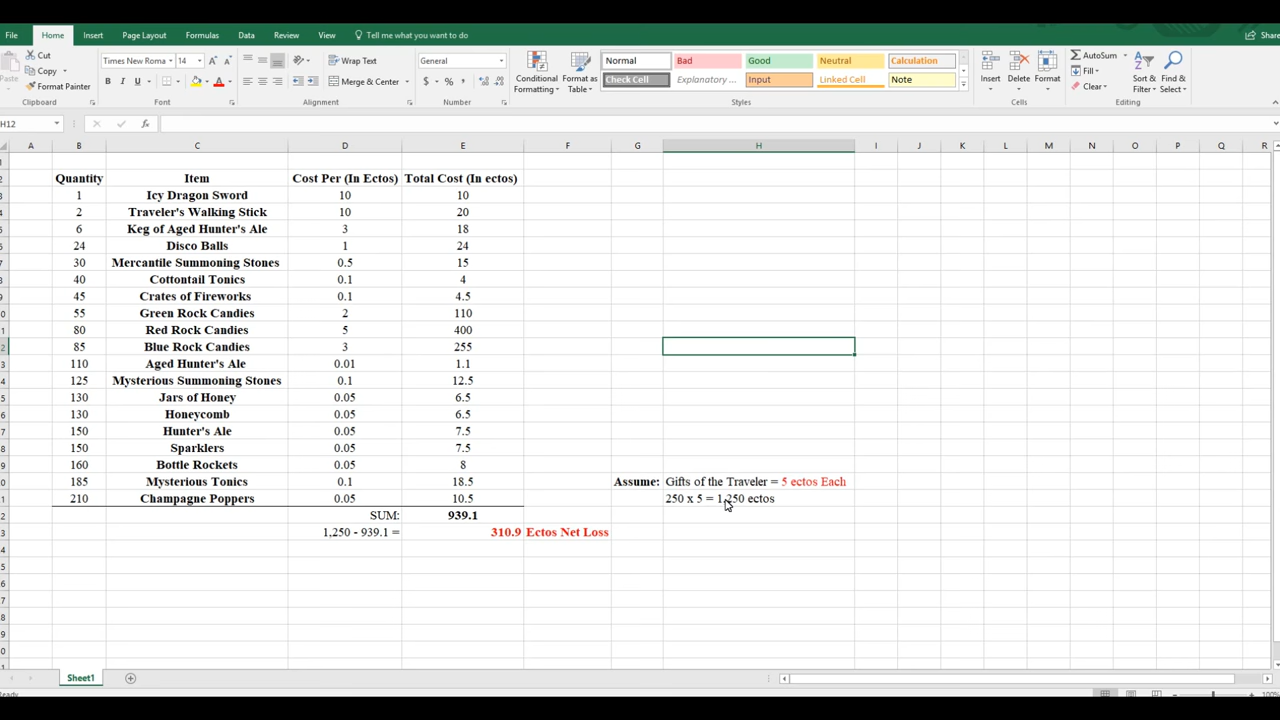 File Home Insert Page Layout Formulas Data Review View Tell me what you want to do Share
Cut Times New Roma 14 Wrap Text General Normal Bad Good Neutral Calculation AutoSum
Paste Copy Merge & Center Conditional Formatting Format as Table Check Cell Explanatory ... Input Linked Cell Note Insert Delete Format Fill Sort & Filter Find & Select
Format Painter B I U $ % Clear
Clipboard Font Alignment Number Styles Cells Editing
H12 fx
A B C D E F G H I J K L M N O P Q R
Quantity Item Cost Per (In Ectos) Total Cost (In ectos)
1 Icy Dragon Sword 10 10
2 Traveler's Walking Stick 10 20
6 Keg of Aged Hunter's Ale 3 18
24 Disco Balls 1 24
30 Mercantile Summoning Stones 0.5 15
40 Cottontail Tonics 0.1 4
45 Crates of Fireworks 0.1 4.5
55 Green Rock Candies 2 110
80 Red Rock Candies 5 400
85 Blue Rock Candies 3 255
110 Aged Hunter's Ale 0.01 1.1
125 Mysterious Summoning Stones 0.1 12.5
130 Jars of Honey 0.05 6.5
130 Honeycomb 0.05 6.5
150 Hunter's Ale 0.05 7.5
150 Sparklers 0.05 7.5
160 Bottle Rockets 0.05 8
185 Mysterious Tonics 0.1 18.5 Assume: Gifts of the Traveler = 5 ectos Each
210 Champagne Poppers 0.05 10.5 250 x 5 = 1,250 ectos
SUM: 939.1
1,250 - 939.1 = 310.9 Ectos Net Loss
Sheet1
100%